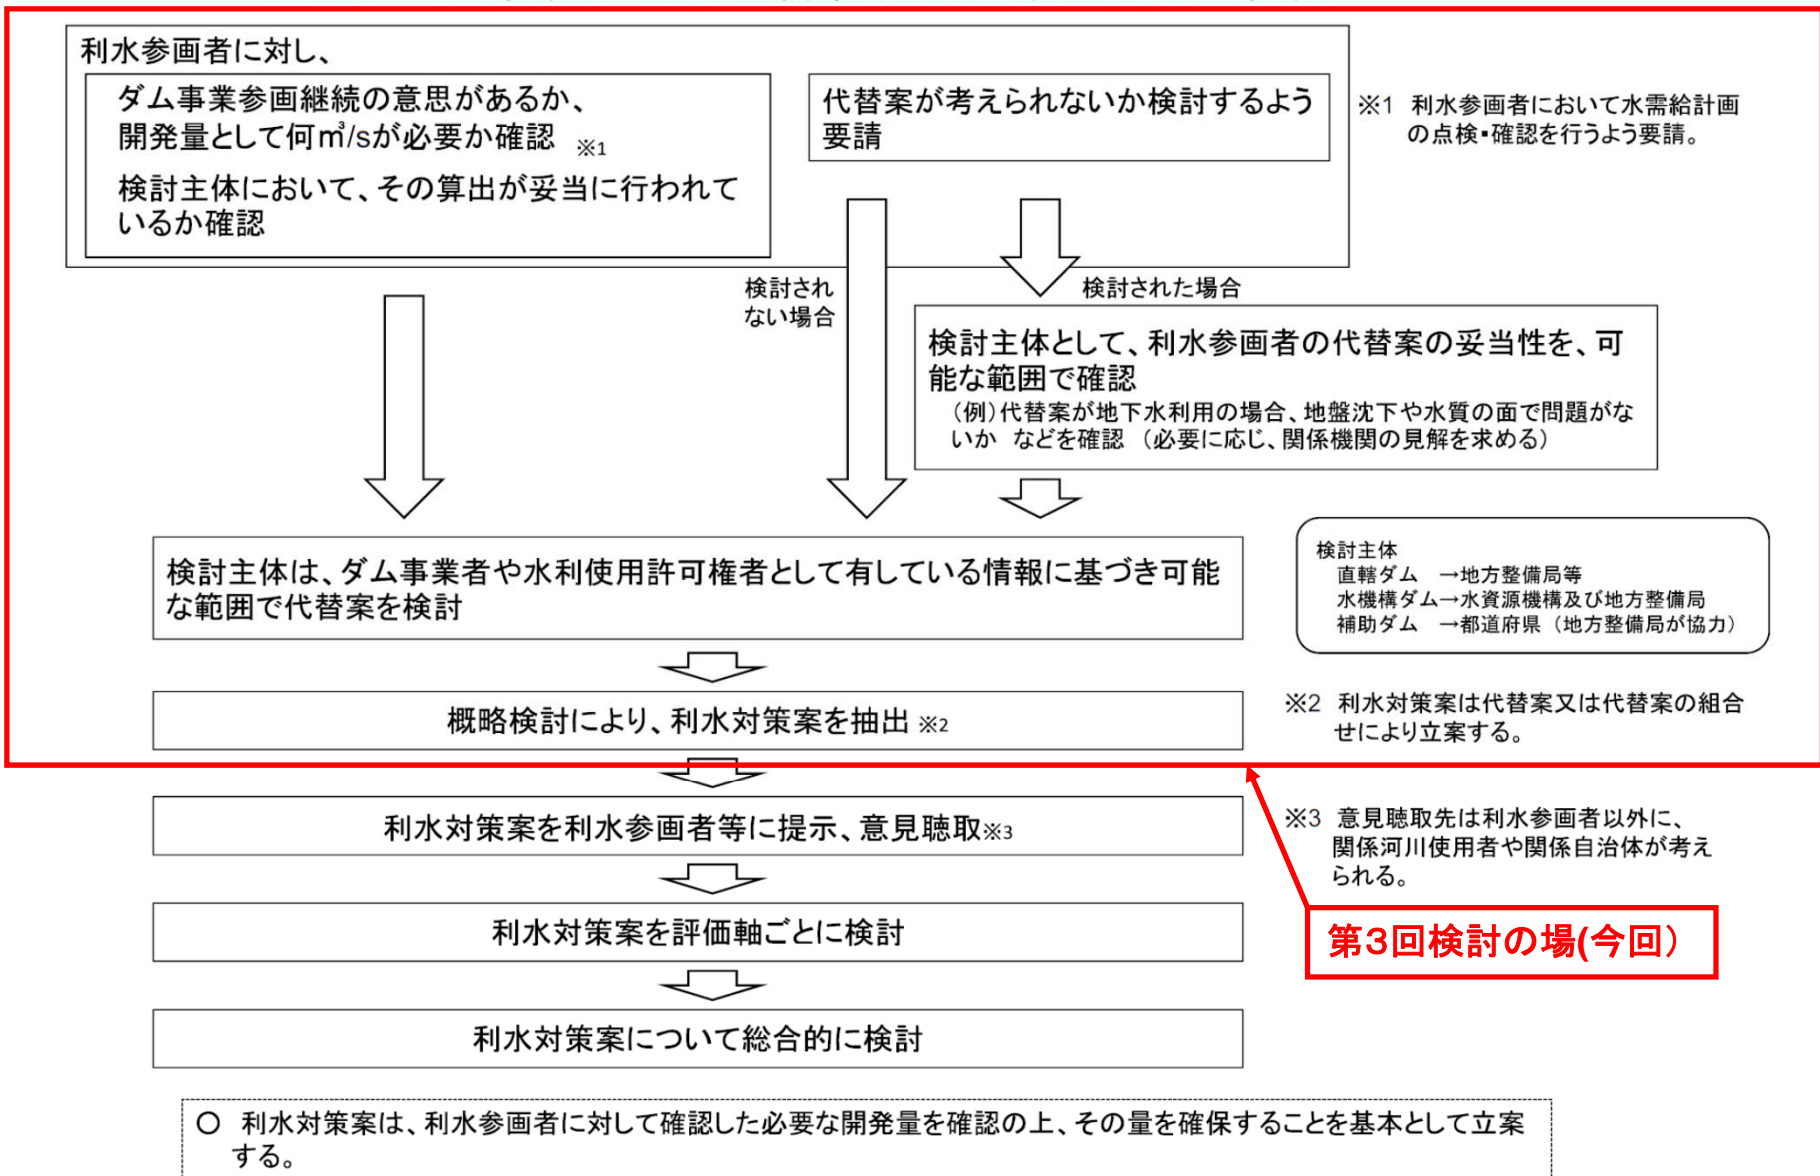 利水参画者に対し、
ダム事業参画継続の意思があるか、
開発量として何㎥/sが必要か確認 ※1
検討主体において、その算出が妥当に行われて
いるか確認
代替案が考えられないか検討するよう
要請
※1 利水参画者において水需給計画
の点検・確認を行うよう要請。
検討され
ない場合
検討された場合
検討主体として、利水参画者の代替案の妥当性を、可
能な範囲で確認
(例)代替案が地下水利用の場合、地盤沈下や水質の面で問題がな
いか などを確認 (必要に応じ、関係機関の見解を求める)
検討主体は、ダム事業者や水利使用許可権者として有している情報に基づき可能
な範囲で代替案を検討
検討主体
直轄ダム →地方整備局等
水機構ダム→水資源機構及び地方整備局
補助ダム →都道府県(地方整備局が協力)
概略検討により、利水対策案を抽出 ※2
※2 利水対策案は代替案又は代替案の組合
せにより立案する。
利水対策案を利水参画者等に提示、意見聴取※3
※3 意見聴取先は利水参画者以外に、
関係河川使用者や関係自治体が考え
られる。
利水対策案を評価軸ごとに検討
第3回検討の場(今回)
利水対策案について総合的に検討
○ 利水対策案は、利水参画者に対して確認した必要な開発量を確認の上、その量を確保することを基本として立案
する。